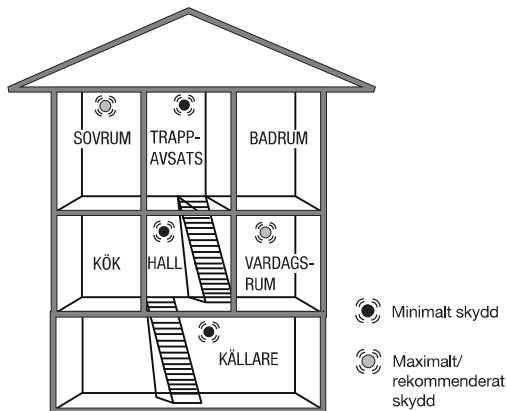 SOVRUM
TRAPP-
AVSATS
BADRUM
KÖK
HALL
VARDAGS-
RUM
KÄLLARE
Minimalt skydd
Maximalt/
rekommenderat
skydd